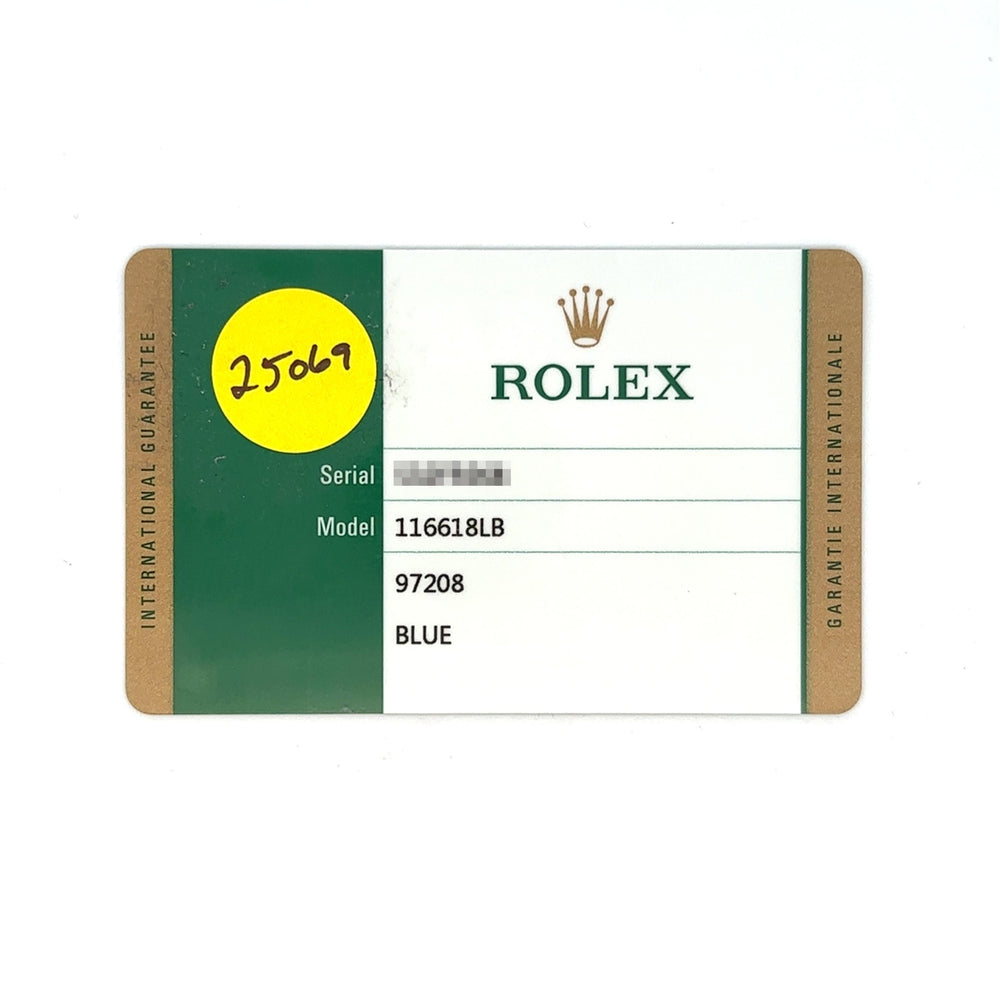 INTERNATIONAL GUARANTEE
25069
ROLEX
Serial
Model 116618LB
97208
BLUE
GARANTIE INTERNATIONALE